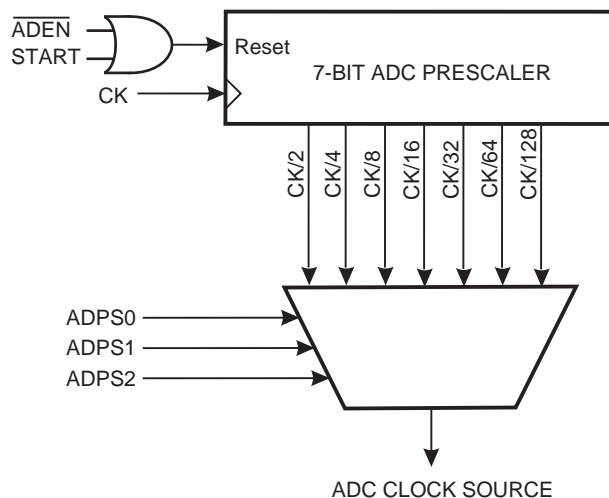 ADEN
START
Reset
7-BIT ADC PRESCALER
CK
CK/2
CK/4
CK/8
CK/16
CK/32
CK/64
CK/128
ADPS0
ADPS1
ADPS2
ADC CLOCK SOURCE